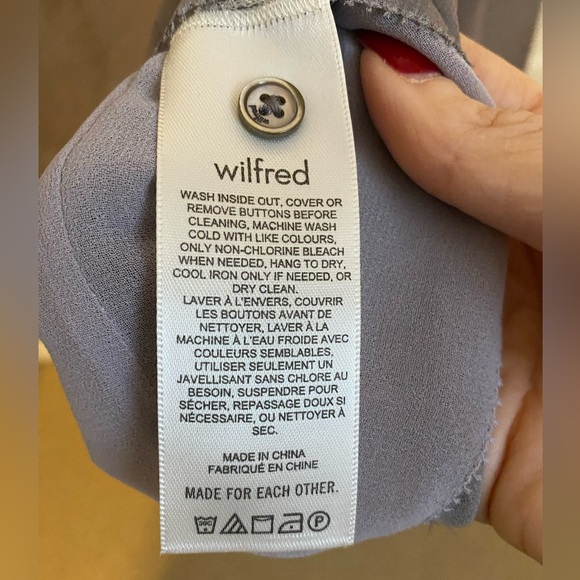 wilfred
WASH INSIDE OUT, COVER OR
REMOVE BUTTONS BEFORE
CLEANING, MACHINE WASH
COLD WITH LIKE COLOURS,
ONLY NON-CHLORINE BLEACH
WHEN NEEDED, HANG TO DRY,
COOL IRON ONLY IF NEEDED, OR
DRY CLEAN.
LAVER À L'ENVERS, COUVRIR
LES BOUTONS AVANT DE
NETTOYER, LAVER À LA
MACHINE À L'EAU FROIDE AVEC
COULEURS SEMBLABLES,
UTILISER SEULEMENT UN
JAVELLISANT SANS CHLORE AU
BESOIN, SUSPENDRE POUR
SÉCHER, REPASSAGE DOUX SI
NÉCESSAIRE, OU NETTOYER À
SEC.
MADE IN CHINA
FABRIQUÉ EN CHINE
MADE FOR EACH OTHER.
30C P